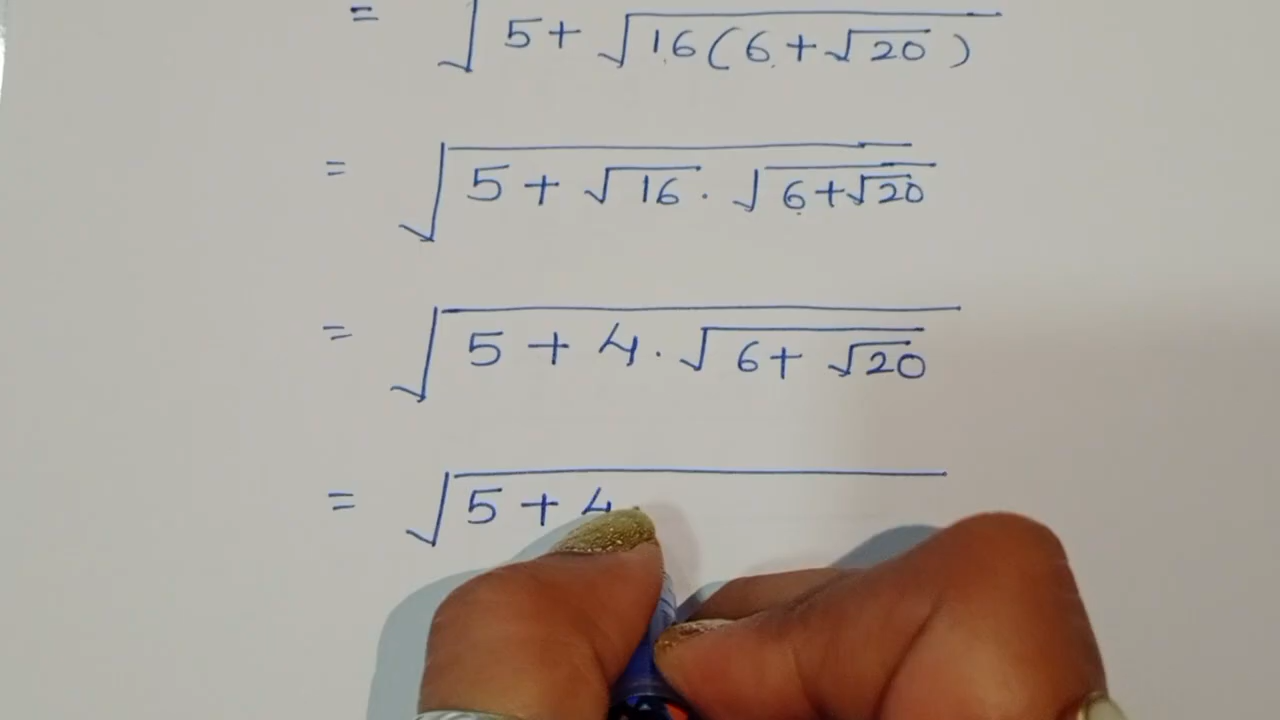 = √(5 + √(16(6 + √20)))
= √(5 + √16 . √(6 + √20))
= √(5 + 4 . √(6 + √20))
= √(5 + 4